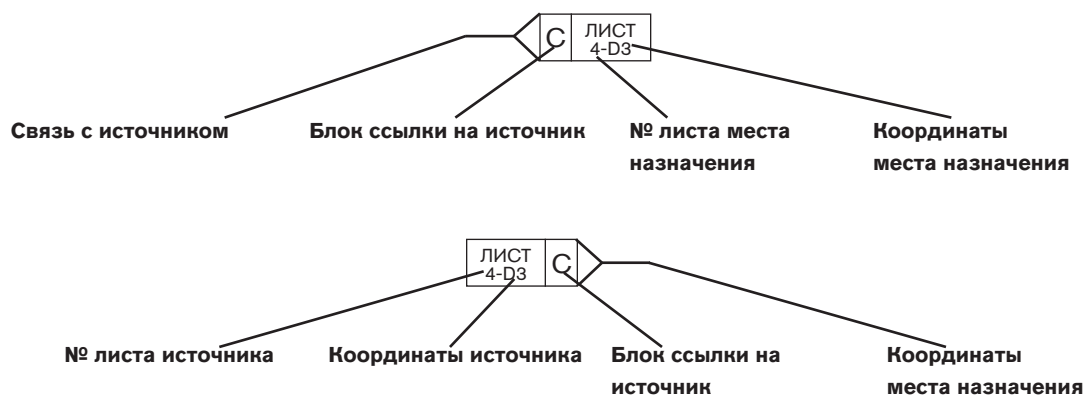 С ЛИСТ
4-D3
Связь с источником Блок ссылки на источник № листа места назначения Координаты места назначения
ЛИСТ
4-D3 С
№ листа источника Координаты источника Блок ссылки на источник Координаты места назначения